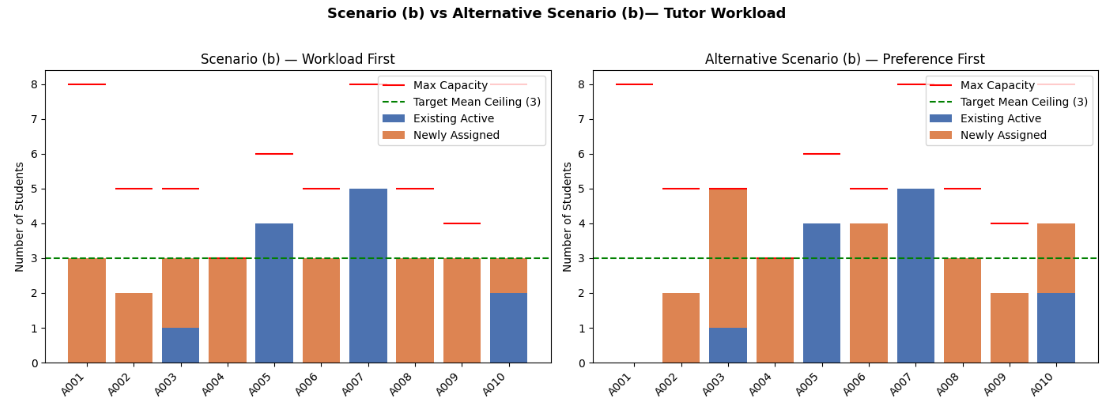 Scenario (b) vs Alternative Scenario (b)— Tutor Workload
Scenario (b) — Workload First
Number of Students
8
7
6
5
4
3
2
1
0
Max Capacity
Target Mean Ceiling (3)
Existing Active
Newly Assigned
A001
A002
A003
A004
A005
A006
A007
A008
A009
A010
Alternative Scenario (b) — Preference First
Number of Students
8
7
6
5
4
3
2
1
0
Max Capacity
Target Mean Ceiling (3)
Existing Active
Newly Assigned
A001
A002
A003
A004
A005
A006
A007
A008
A009
A010